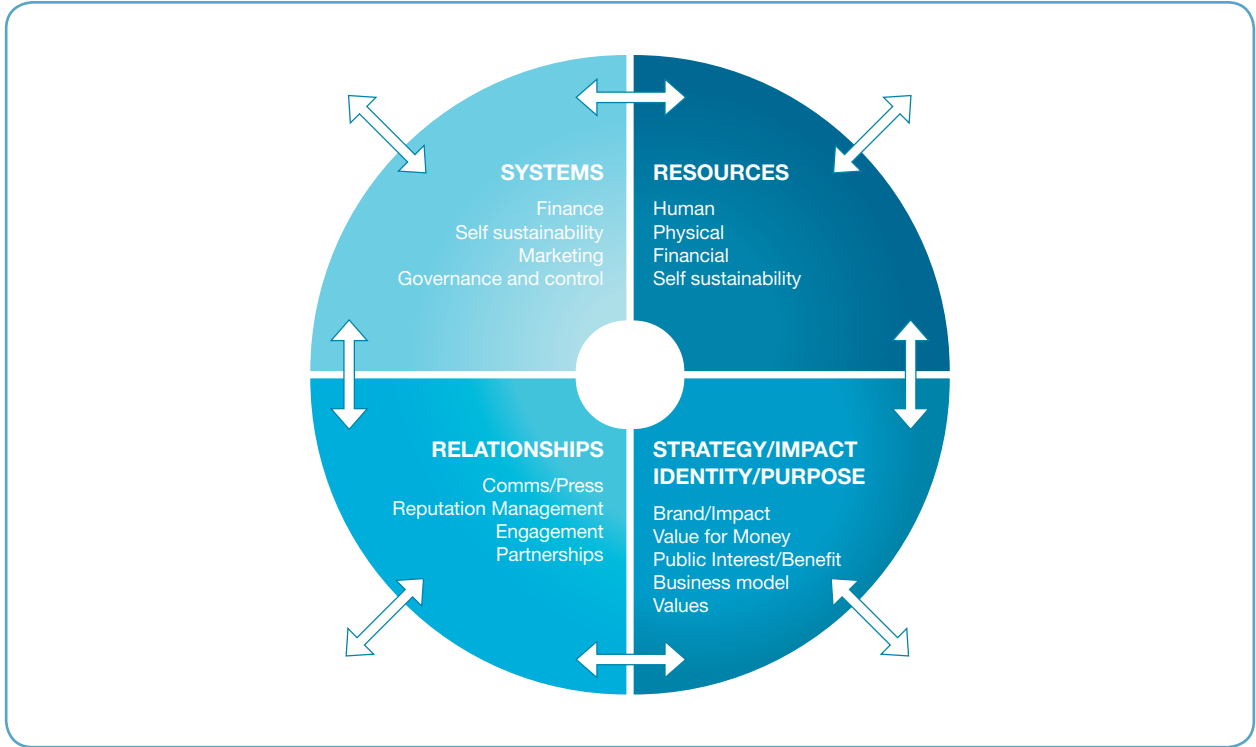 SYSTEMS
Finance
Self sustainability
Marketing
Governance and control
RESOURCES
Human
Physical
Financial
Self sustainability
RELATIONSHIPS
Comms/Press
Reputation Management
Engagement
Partnerships
STRATEGY/IMPACT
IDENTITY/PURPOSE
Brand/Impact
Value for Money
Public Interest/Benefit
Business model
Values